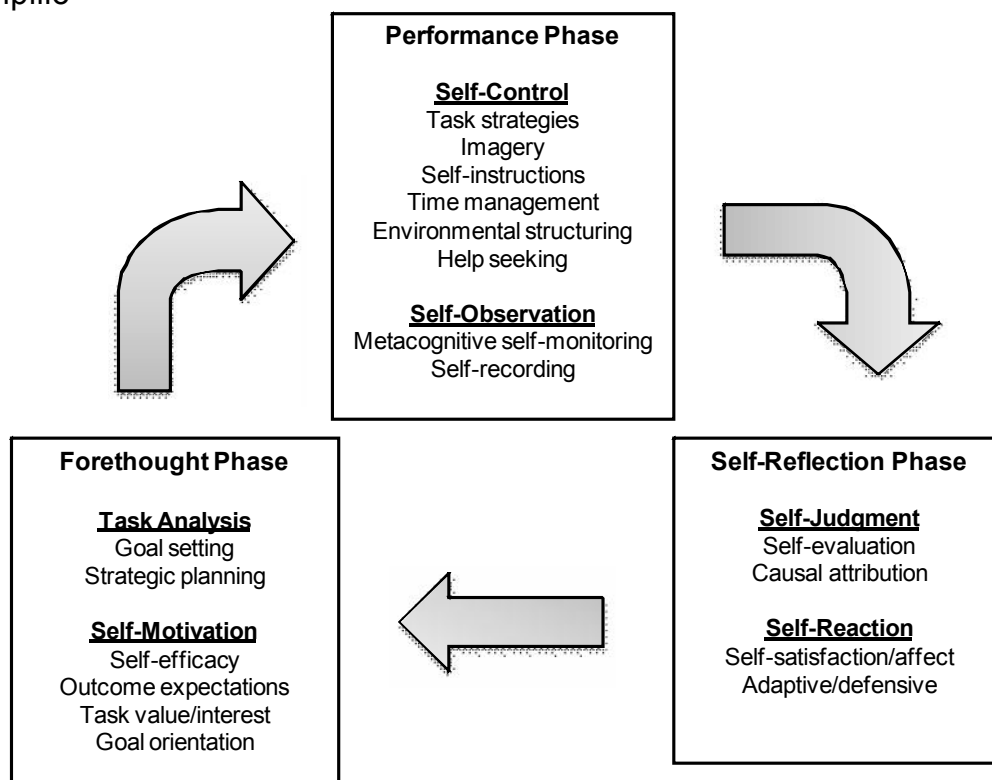 Performance Phase
Self-Control
Task strategies
Imagery
Self-instructions
Time management
Environmental structuring
Help seeking
Self-Observation
Metacognitive self-monitoring
Self-recording
Forethought Phase
Task Analysis
Goal setting
Strategic planning
Self-Motivation
Self-efficacy
Outcome expectations
Task value/interest
Goal orientation
Self-Reflection Phase
Self-Judgment
Self-evaluation
Causal attribution
Self-Reaction
Self-satisfaction/affect
Adaptive/defensive